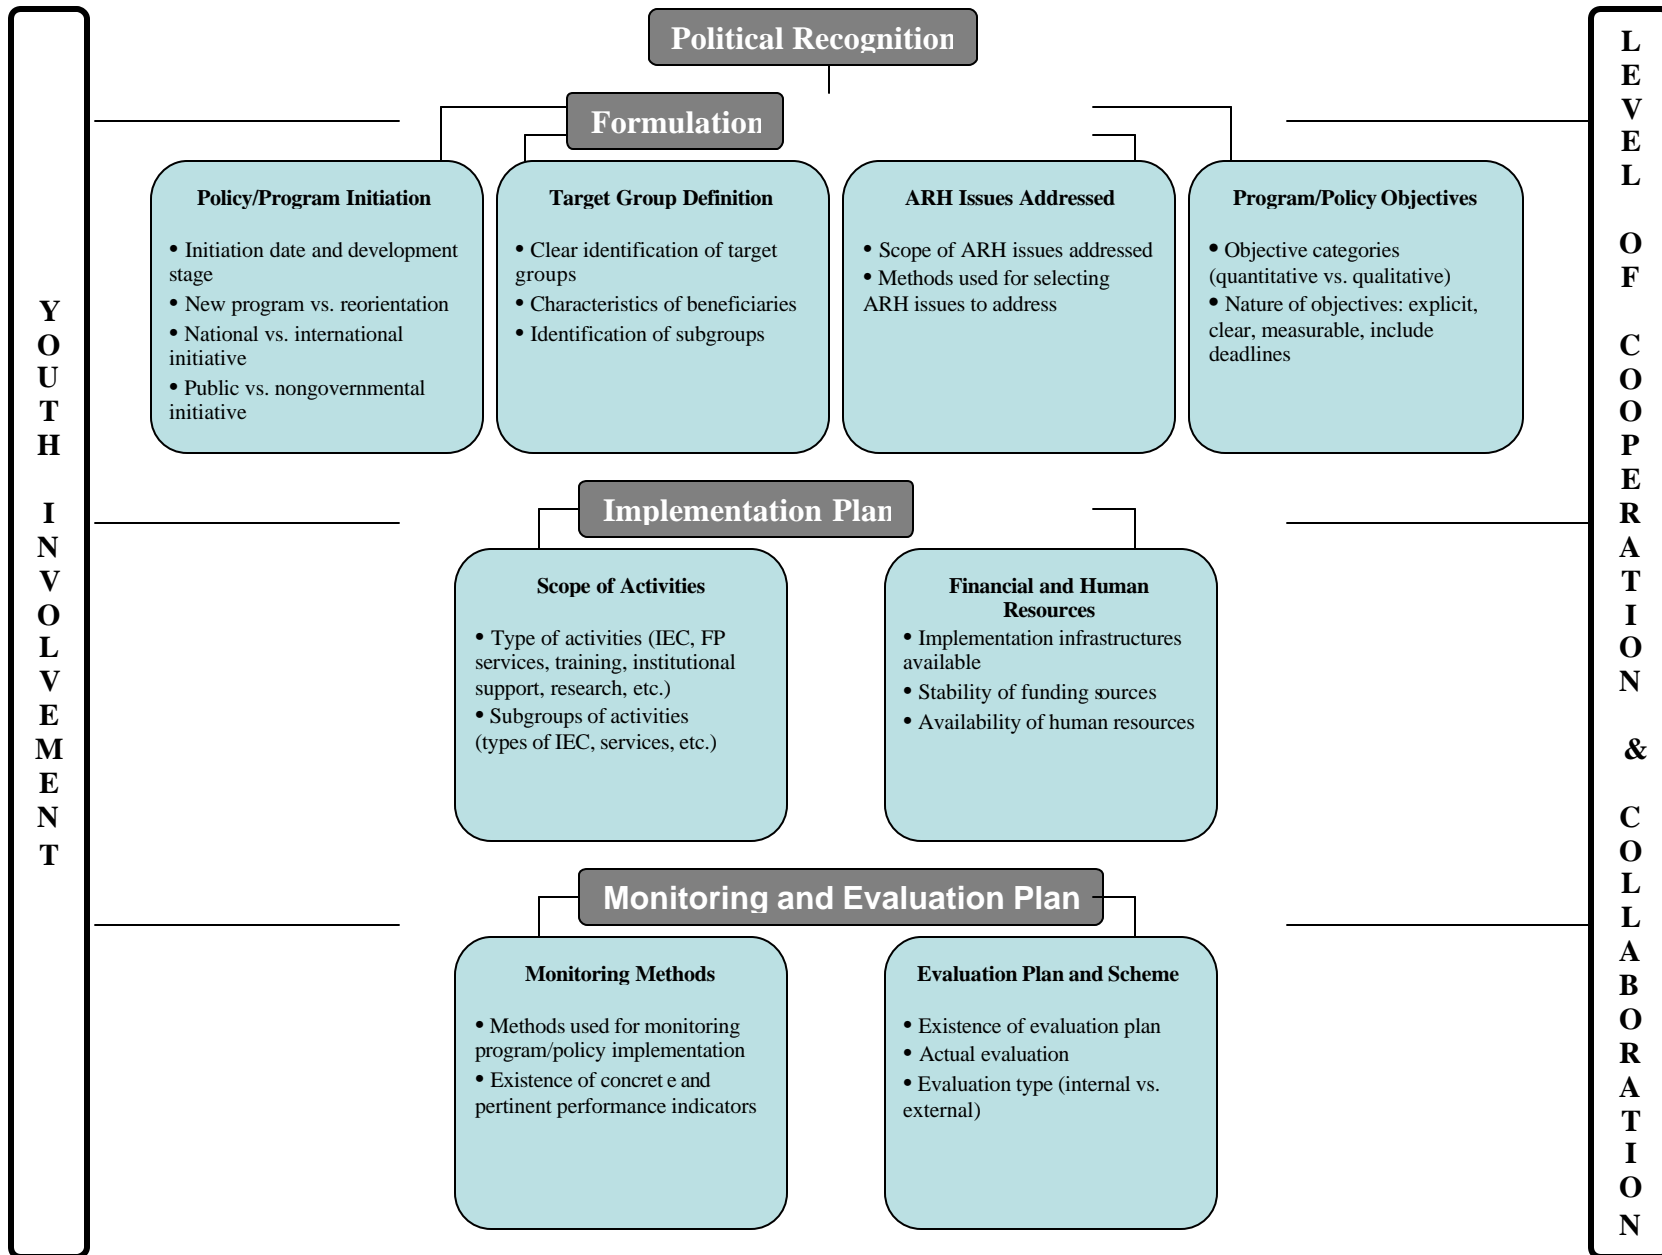 YOUTH INVOLVEMENT
Political Recognition
Formulation
Policy/Program Initiation
• Initiation date and development
stage
• New program vs. reorientation
• National vs. international
initiative
• Public vs. nongovernmental
initiative
Target Group Definition
• Clear identification of target
groups
• Characteristics of beneficiaries
• Identification of subgroups
ARH Issues Addressed
• Scope of ARH issues addressed
• Methods used for selecting
ARH issues to address
Program/Policy Objectives
• Objective categories
(quantitative vs. qualitative)
• Nature of objectives: explicit,
clear, measurable, include
deadlines
Implementation Plan
Scope of Activities
• Type of activities (IEC, FP
services, training, institutional
support, research, etc.)
• Subgroups of activities
(types of IEC, services, etc.)
Financial and Human
Resources
• Implementation infrastructures
available
• Stability of funding sources
• Availability of human resources
Monitoring and Evaluation Plan
Monitoring Methods
• Methods used for monitoring
program/policy implementation
• Existence of concret e and
pertinent performance indicators
Evaluation Plan and Scheme
• Existence of evaluation plan
• Actual evaluation
• Evaluation type (internal vs.
external)
LEVEL OF COOPERATION & COLLABORATION